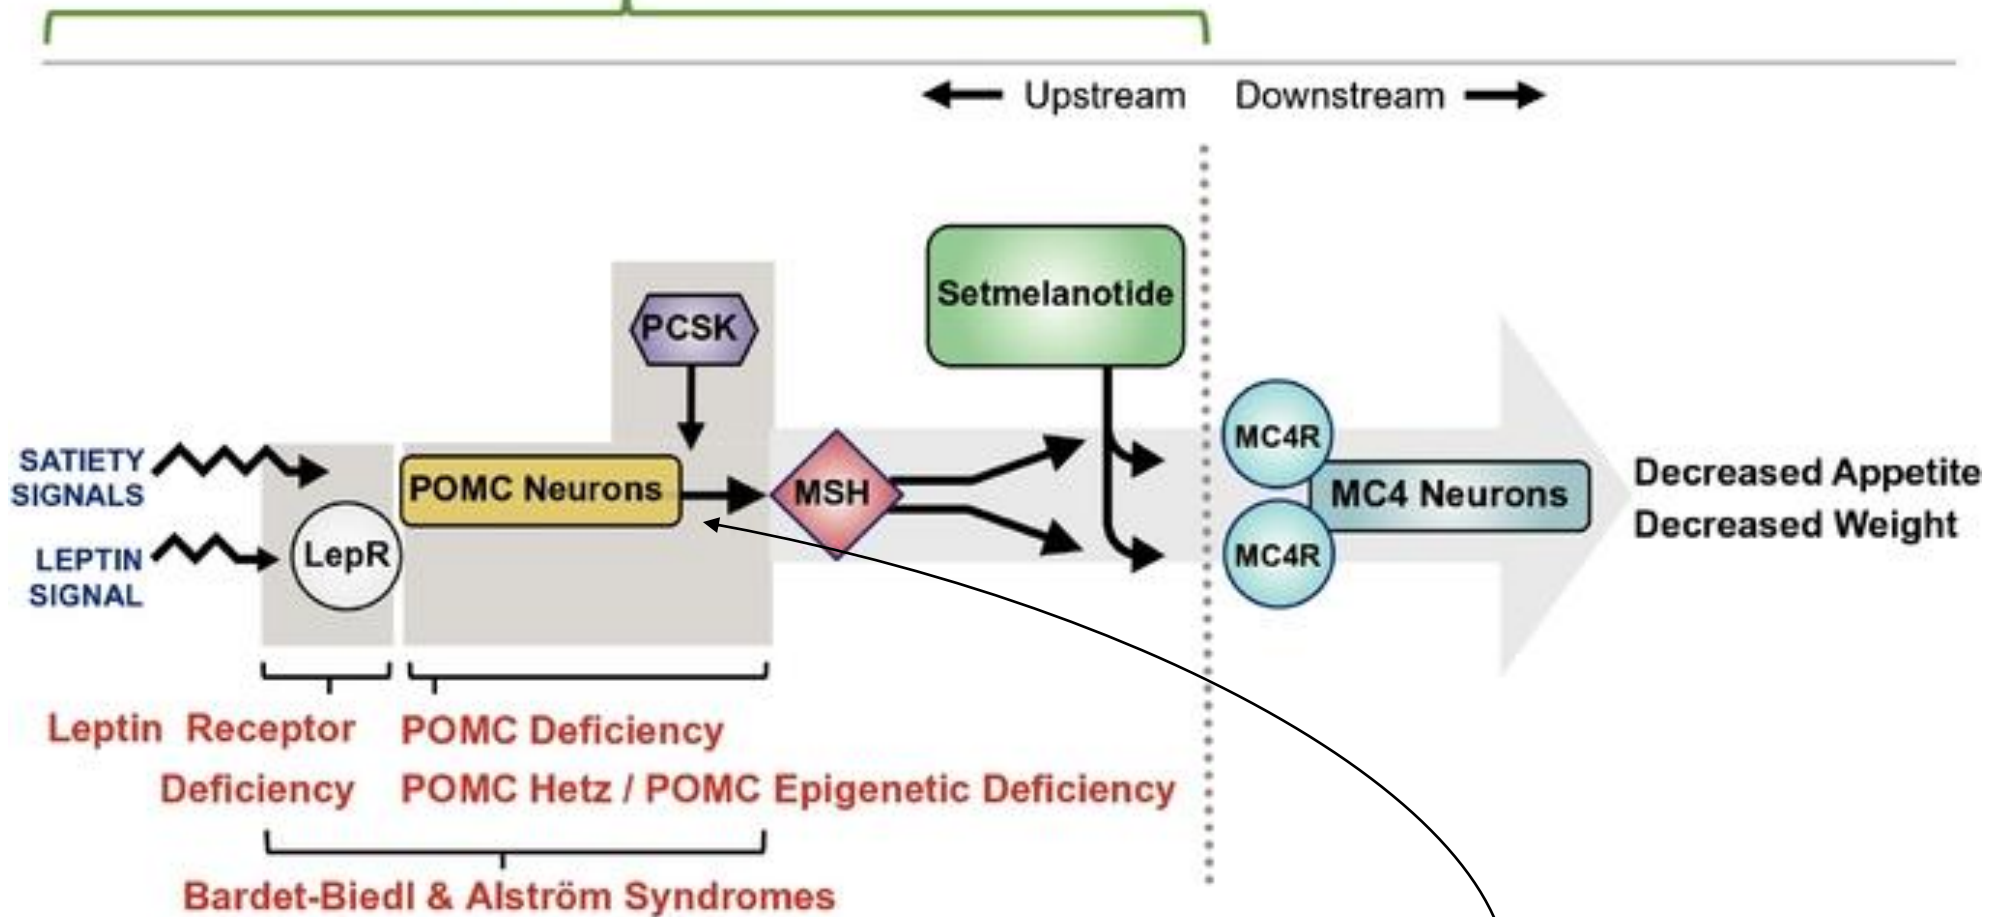 Upstream
Downstream
Setmelanotide
PCSK
SATIETY
SIGNALS
POMC Neurons
MSH
MC4R
MC4 Neurons
Decreased Appetite
Decreased Weight
LEPTIN
SIGNAL
LepR
MC4R
Leptin Receptor
Deficiency
POMC Deficiency
POMC Hetz / POMC Epigenetic Deficiency
Bardet-Biedl & Alström Syndromes